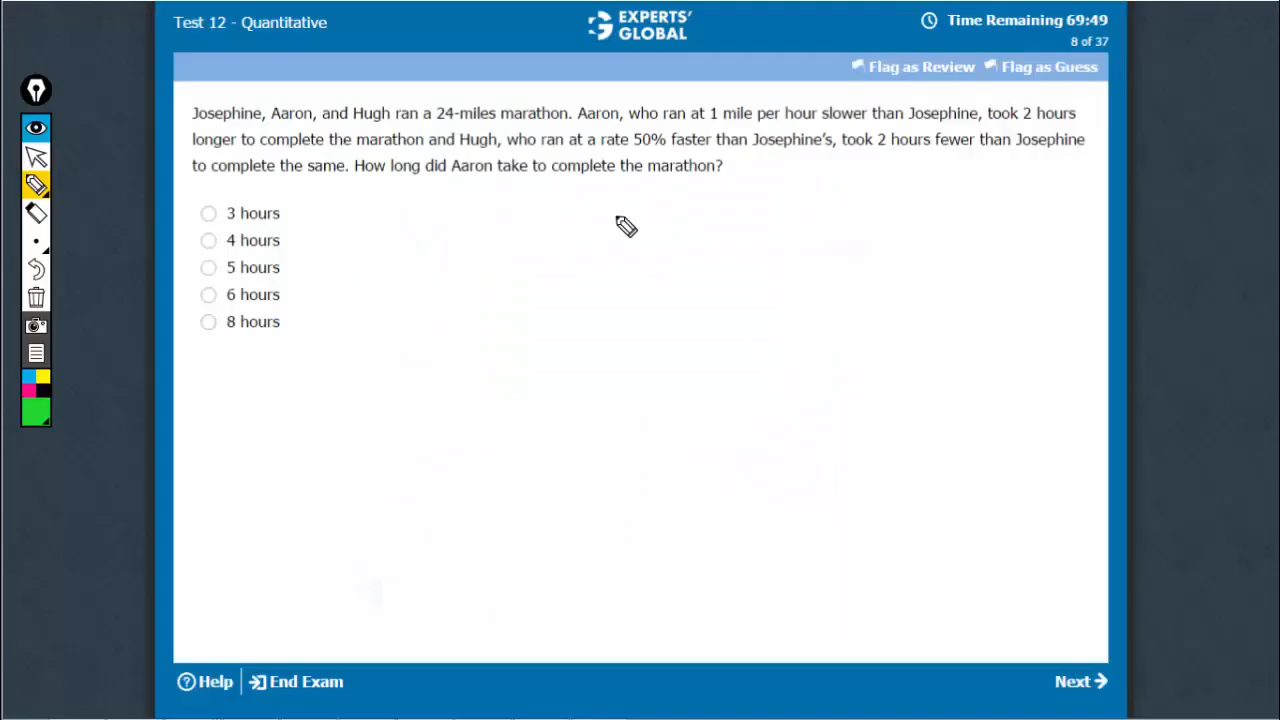 Test 12 - Quantitative
EXPERTS'
GLOBAL
Time Remaining 69:49
8 of 37
Flag as Review
Flag as Guess
Josephine, Aaron, and Hugh ran a 24-miles marathon. Aaron, who ran at 1 mile per hour slower than Josephine, took 2 hours
longer to complete the marathon and Hugh, who ran at a rate 50% faster than Josephine's, took 2 hours fewer than Josephine
to complete the same. How long did Aaron take to complete the marathon?
3 hours
4 hours
5 hours
6 hours
8 hours
Help
End Exam
Next